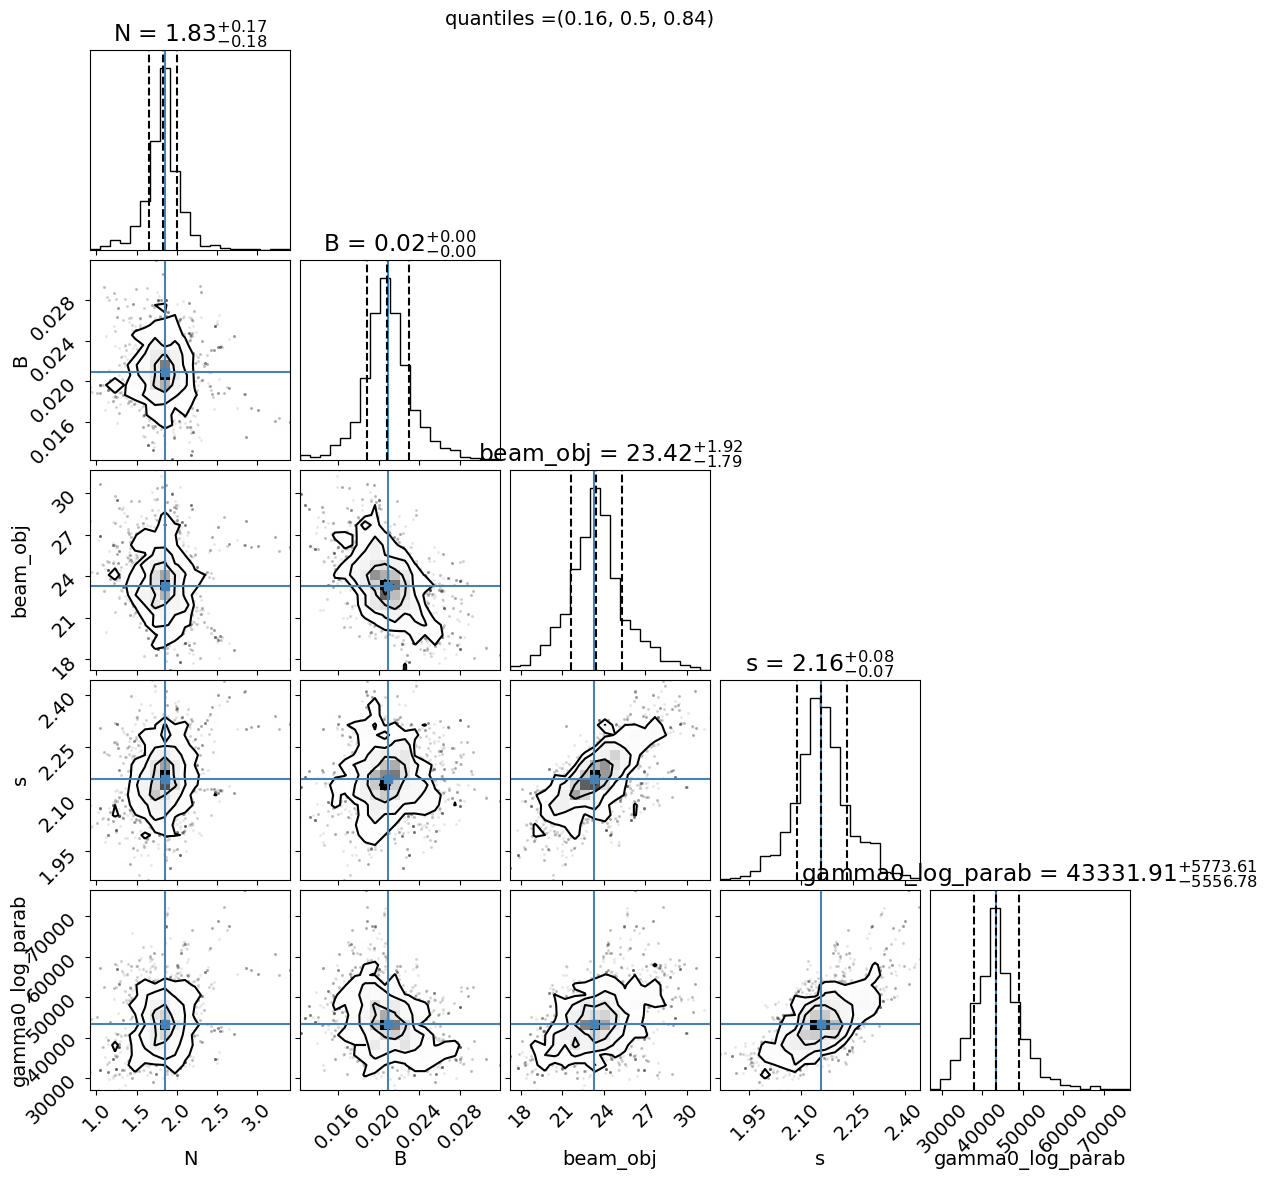 quantiles =(0.16, 0.5, 0.84)
N = 1.83 +0.17 −0.18
B = 0.02 +0.00 −0.00
B
0.028
0.024
0.020
0.016
beam_obj = 23.42 +1.92 −1.79
beam_obj
30
27
24
21
18
s = 2.16 +0.08 −0.07
s
2.40
2.25
2.10
1.95
gamma0_log_parab = 43331.91 +5773.61 −5556.78
gamma0_log_parab
70000
60000
50000
40000
30000
1.0 1.5 2.0 2.5 3.0
0.016 0.020 0.024 0.028
18 21 24 27 30
1.95 2.10 2.25 2.40
30000 40000 50000 60000 70000
N
B
beam_obj
s
gamma0_log_parab